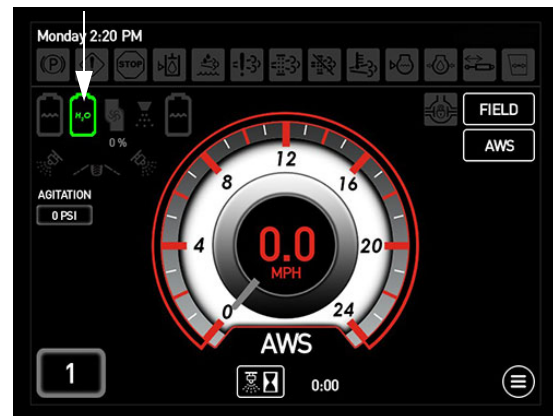 Monday 2:20 PM
(P)
STOP
H₂O
FIELD
0 %
AWS
12
8
16
AGITATION
0 PSI
4
0.0
20
MPH
0
24
AWS
1
0:00